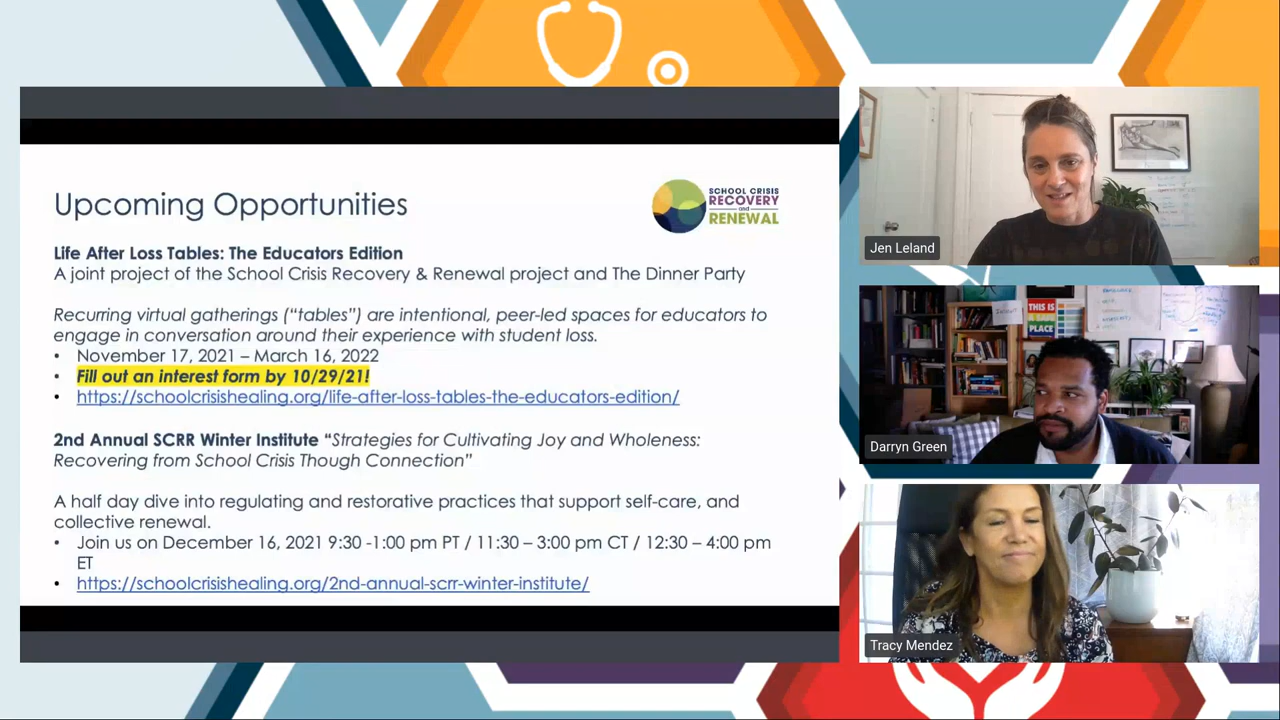 Upcoming Opportunities
SCHOOL CRISIS
RECOVERY
and
RENEWAL
Life After Loss Tables: The Educators Edition
A joint project of the School Crisis Recovery & Renewal project and The Dinner Party
Recurring virtual gatherings (“tables”) are intentional, peer-led spaces for educators to
engage in conversation around their experience with student loss.
• November 17, 2021 – March 16, 2022
• Fill out an interest form by 10/29/21!
• https://schoolcrisishealing.org/life-after-loss-tables-the-educators-edition/
2nd Annual SCRR Winter Institute “Strategies for Cultivating Joy and Wholeness:
Recovering from School Crisis Though Connection”
A half day dive into regulating and restorative practices that support self-care, and
collective renewal.
• Join us on December 16, 2021 9:30 -1:00 pm PT / 11:30 – 3:00 pm CT / 12:30 – 4:00 pm
ET
• https://schoolcrisishealing.org/2nd-annual-scrr-winter-institute/
Jen Leland
THIS IS
A SAFE
PLACE
Darryn Green
Tracy Mendez